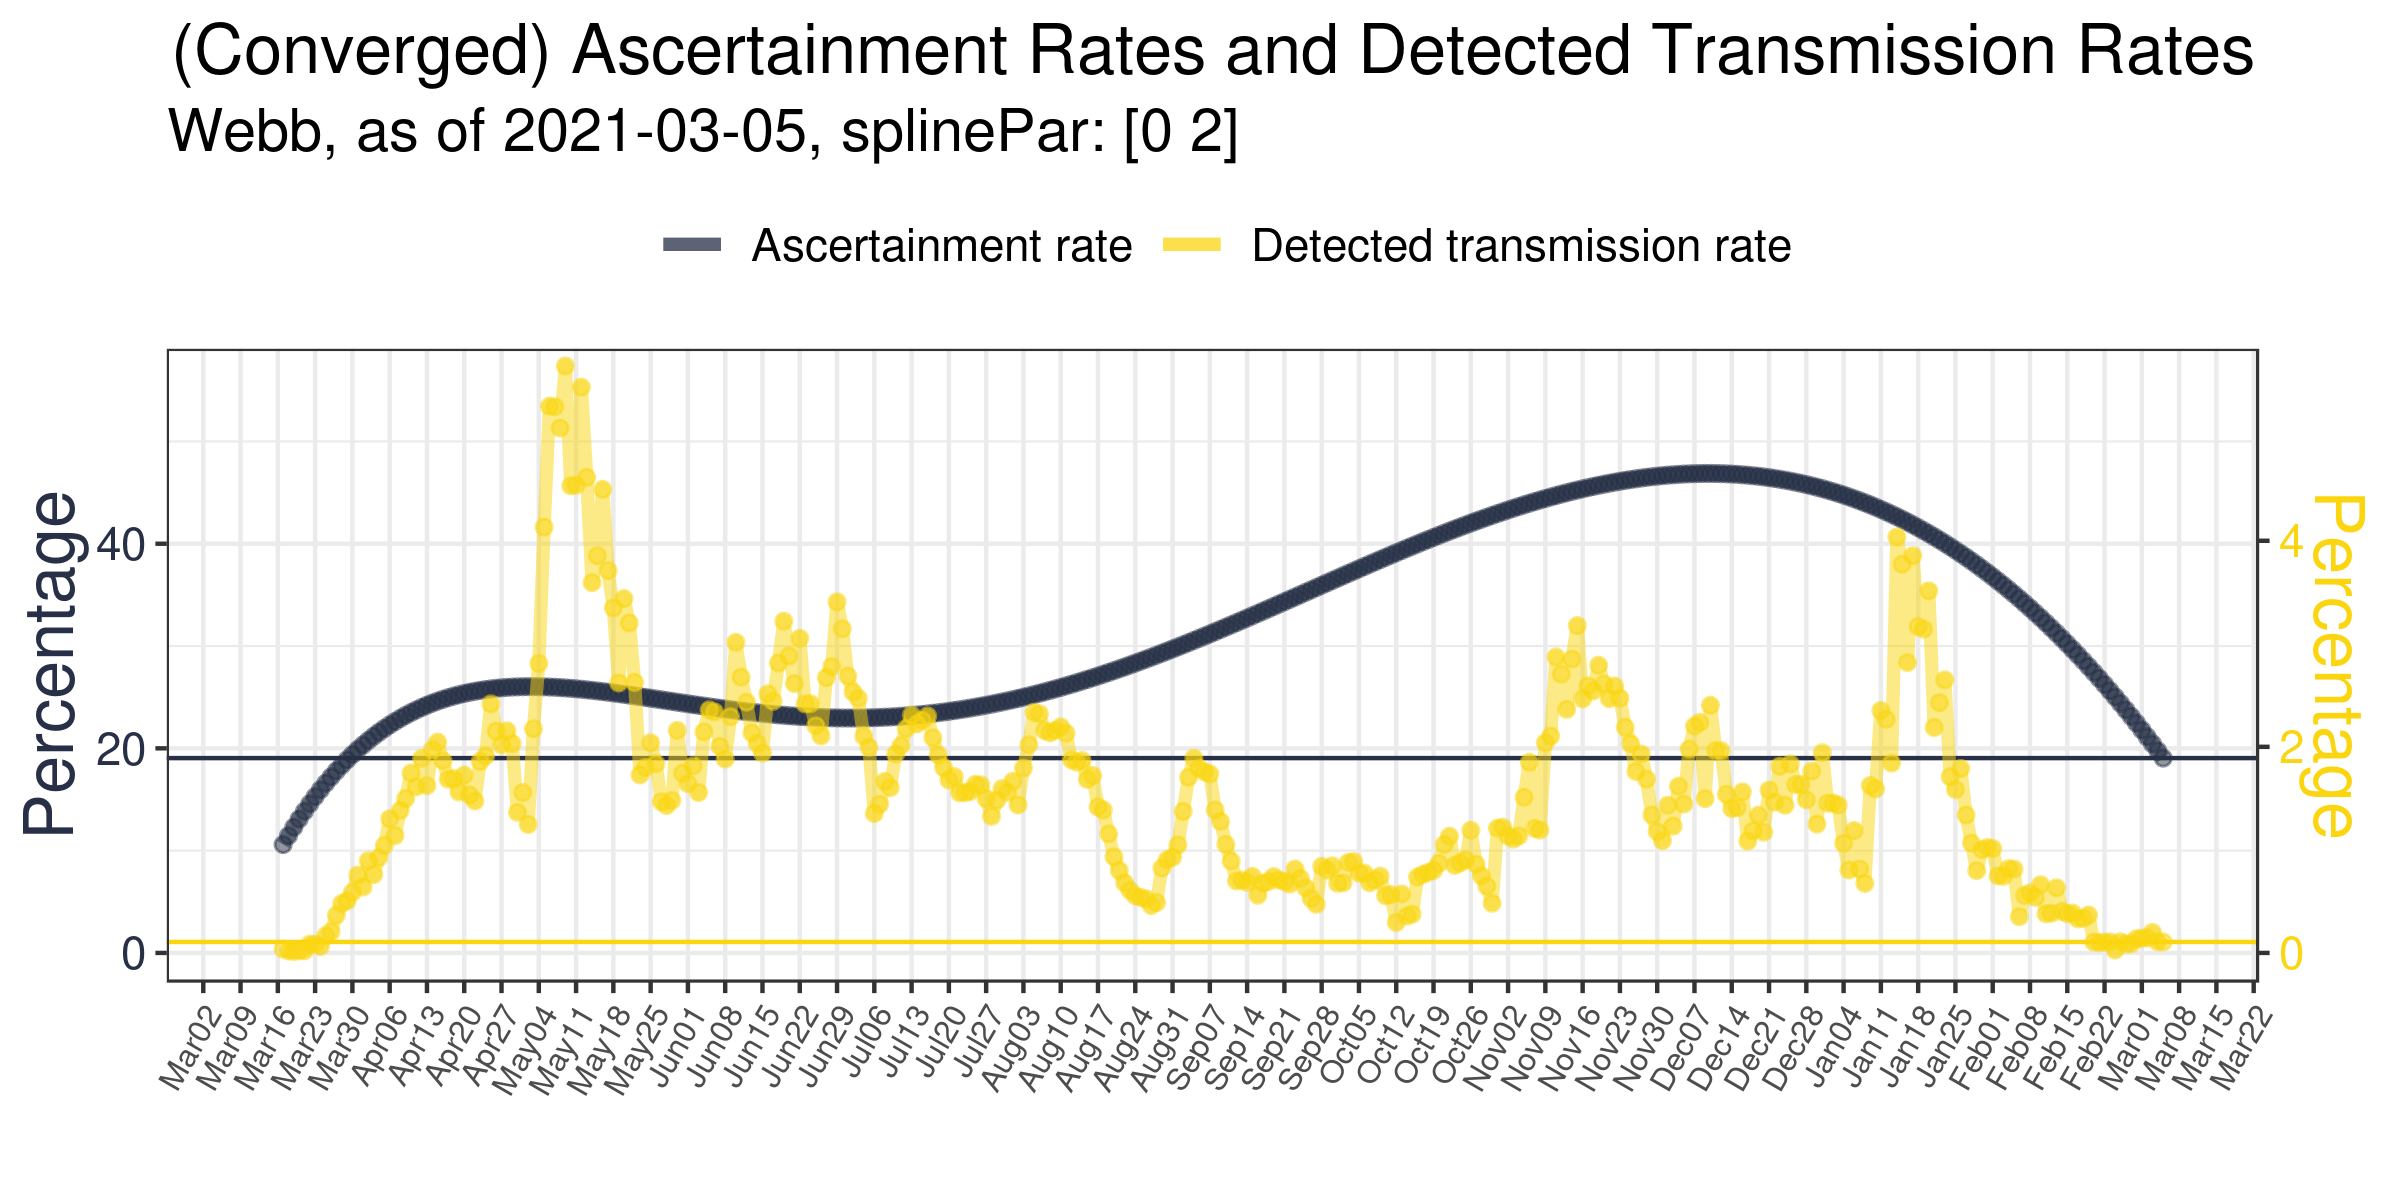 (Converged) Ascertainment Rates and Detected Transmission Rates
Webb, as of 2021-03-05, splinePar: [0 2]
Ascertainment rate Detected transmission rate
Percentage
40
20
0
4
2
0
Percentage
Mar02 Mar09 Mar16 Mar23 Mar30 Apr06 Apr13 Apr20 Apr27 May04 May11 May18 May25 Jun01 Jun08 Jun15 Jun22 Jun29 Jul06 Jul13 Jul20 Jul27 Aug03 Aug10 Aug17 Aug24 Aug31 Sep07 Sep14 Sep21 Sep28 Oct05 Oct12 Oct19 Oct26 Nov02 Nov09 Nov16 Nov23 Nov30 Dec07 Dec14 Dec21 Dec28 Jan04 Jan11 Jan18 Jan25 Feb01 Feb08 Feb15 Feb22 Mar01 Mar08 Mar15 Mar22